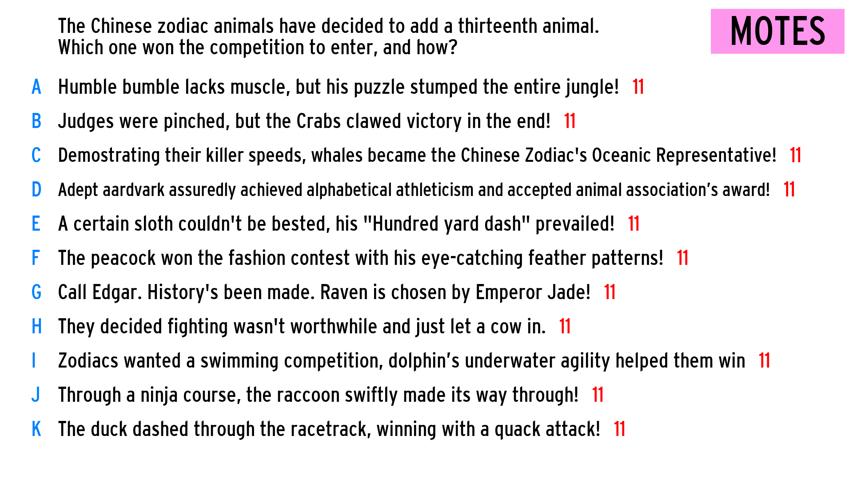 The Chinese zodiac animals have decided to add a thirteenth animal.
Which one won the competition to enter, and how?
MOTES
A Humble bumble lacks muscle, but his puzzle stumped the entire jungle! 11
B Judges were pinched, but the Crabs clawed victory in the end! 11
C Demostrating their killer speeds, whales became the Chinese Zodiac's Oceanic Representative! 11
D Adept aardvark assuredly achieved alphabetical athleticism and accepted animal association's award! 11
E A certain sloth couldn't be bested, his "Hundred yard dash" prevailed! 11
F The peacock won the fashion contest with his eye-catching feather patterns! 11
G Call Edgar. History's been made. Raven is chosen by Emperor Jade! 11
H They decided fighting wasn't worthwhile and just let a cow in. 11
I Zodiacs wanted a swimming competition, dolphin's underwater agility helped them win 11
J Through a ninja course, the raccoon swiftly made its way through! 11
K The duck dashed through the racetrack, winning with a quack attack! 11